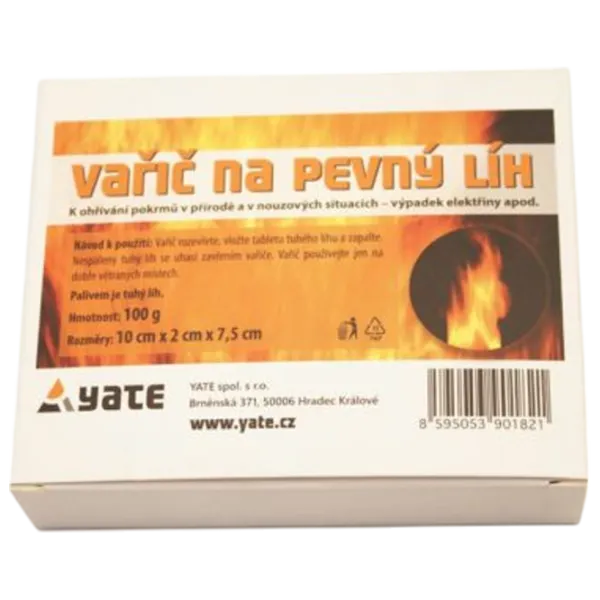 vařič na pevný líh
K ohřívání pokrmů v přírodě a v nouzových situacích – výpadek elektřiny apod.
Návod k použití: Vařič rozevřete, vložte tabletu tuhého lihu a zapalte.
Nespálený tuhý líh se uhasí zavřením vařiče. Vařič používejte jen na
dobře větraných místech.
Palivem je tuhý líh.
Hmotnost: 100 g
Rozměry: 10 cm x 2 cm x 7,5 cm
YATE
YATE spol. s r.o.
Brněnská 371, 50006 Hradec Králové
www.yate.cz
8 595053 901821